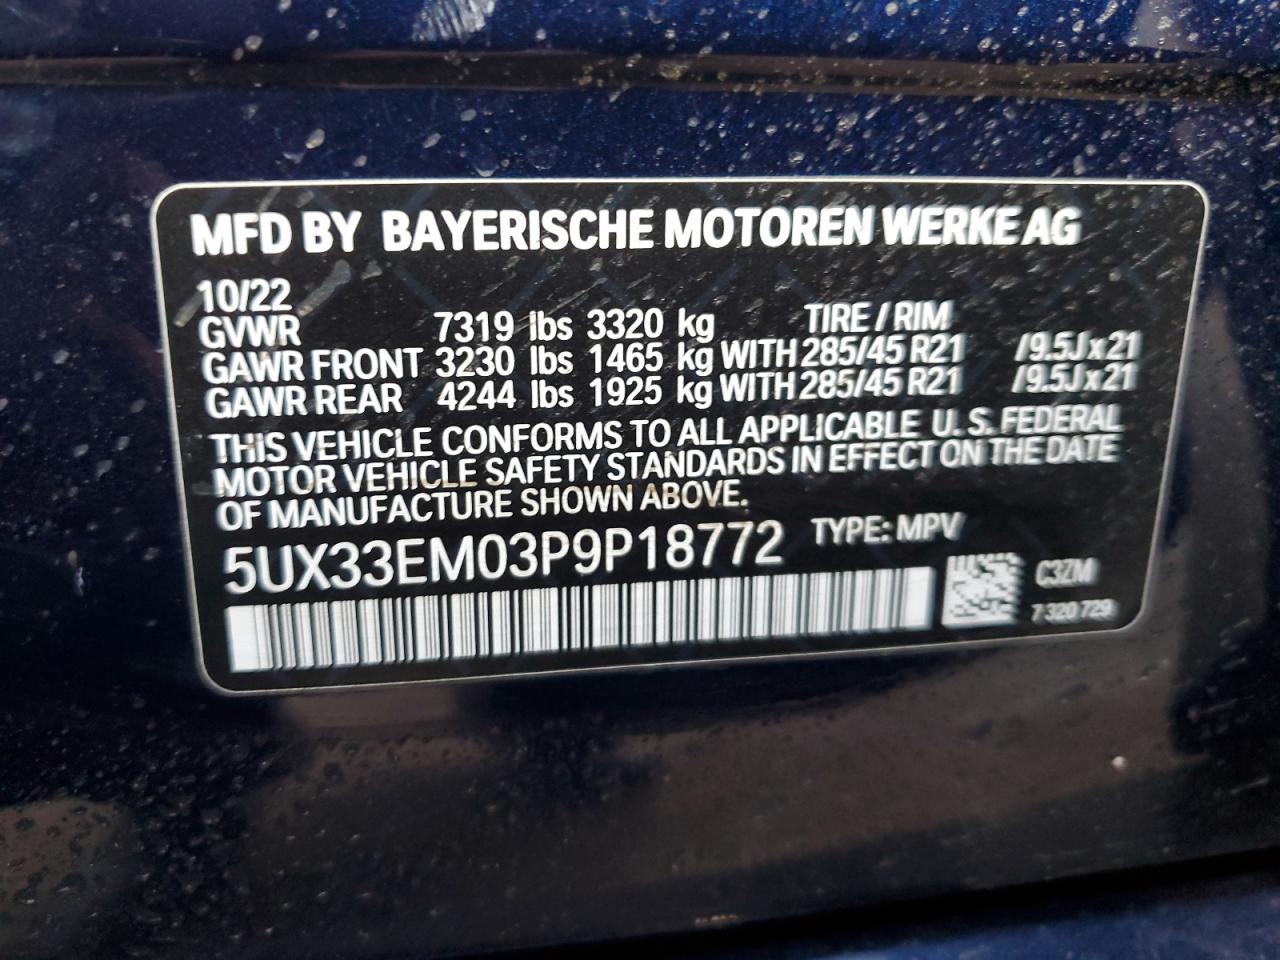 MFD BY BAYERISCHE MOTOREN WERKE AG
10/22
GVWR 7319 lbs 3320 kg TIRE / RIM
GAWR FRONT 3230 lbs 1465 kg WITH 285/45 R21 /9.5J x 21
GAWR REAR 4244 lbs 1925 kg WITH 285/45 R21 /9.5J x 21
THIS VEHICLE CONFORMS TO ALL APPLICABLE U. S. FEDERAL
MOTOR VEHICLE SAFETY STANDARDS IN EFFECT ON THE DATE
OF MANUFACTURE SHOWN ABOVE.
5UX33EM03P9P18772 TYPE: MPV
C3ZM
7 320 729